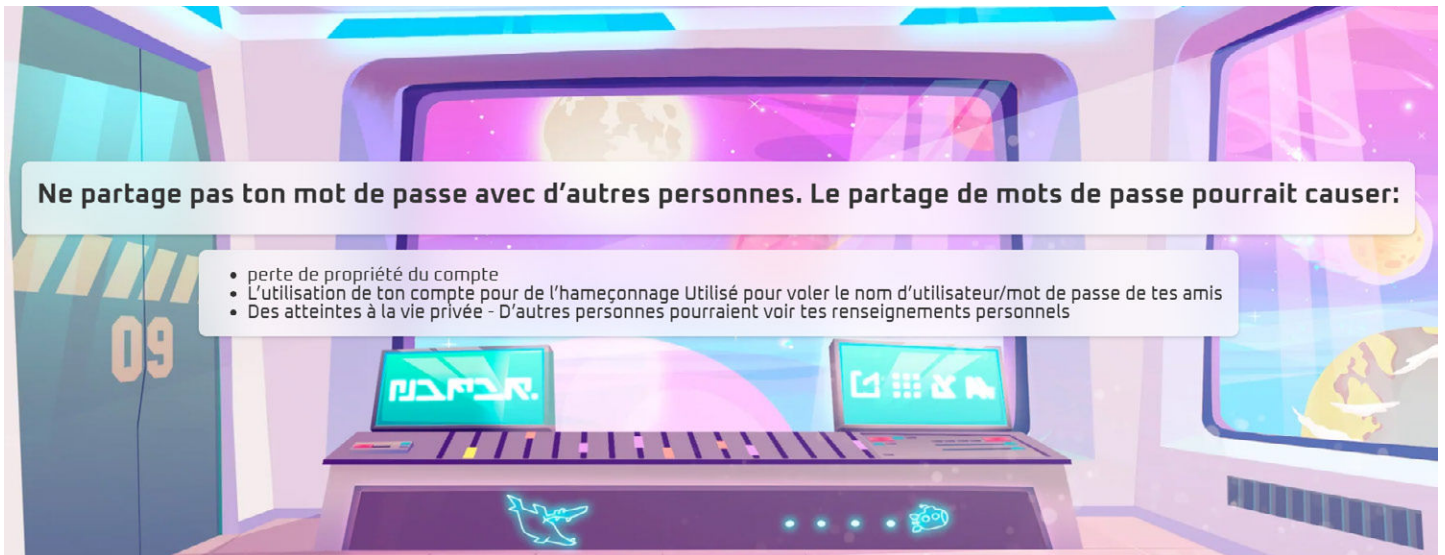 Ne partage pas ton mot de passe avec d’autres personnes. Le partage de mots de passe pourrait causer:
• perte de propriété du compte
• L’utilisation de ton compte pour de l’hameçonnage Utilisé pour voler le nom d’utilisateur/mot de passe de tes amis
• Des atteintes à la vie privée - D’autres personnes pourraient voir tes renseignements personnels
09